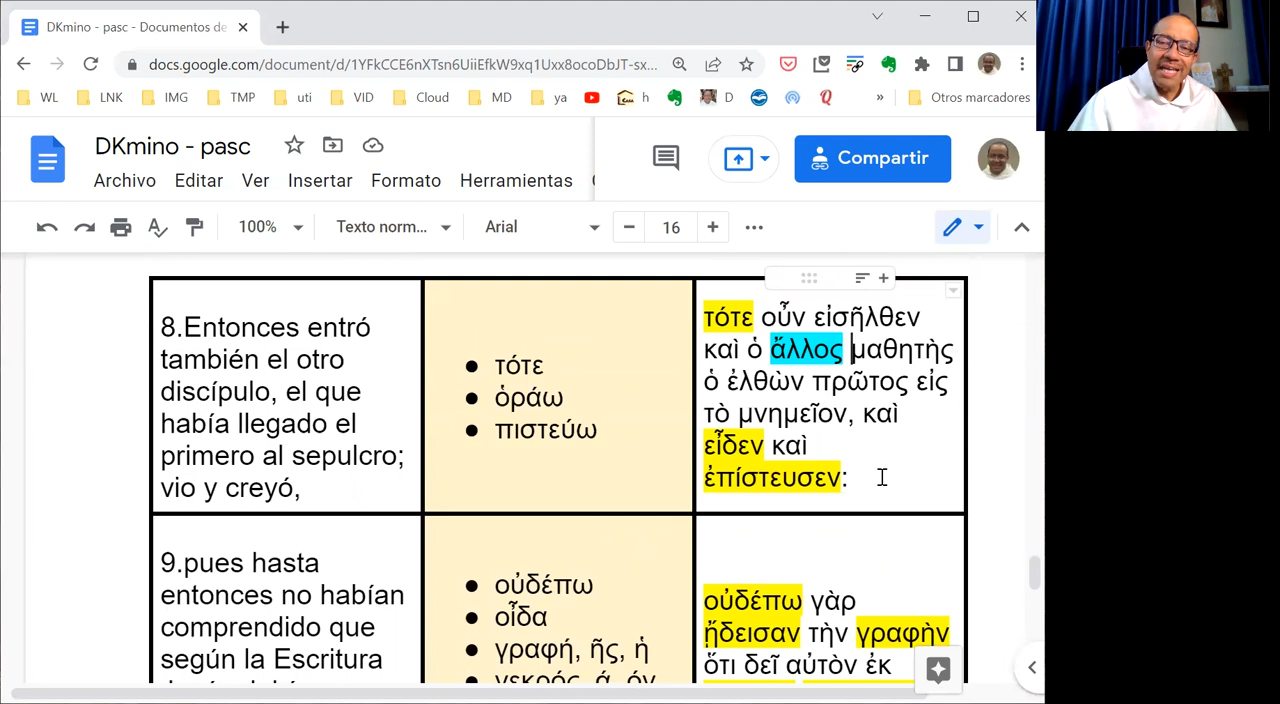 DKmino - pasc - Documentos de
docs.google.com/document/d/1YFkCCE6nXTsn6UiiEfkW9xq1Uxx8ocoDbJT-sx...
WL LNK IMG TMP uti VID Cloud MD ya h D » Otros marcadores
DKmino - pasc
Compartir
Archivo Editar Ver Insertar Formato Herramientas
100% Texto norm... Arial 16
8.Entonces entró
también el otro
discípulo, el que
había llegado el
primero al sepulcro;
vio y creyó,
• τότε
• ὁράω
• πιστεύω
τότε οὖν εἰσῆλθεν
καὶ ὁ ἄλλος μαθητὴς
ὁ ἐλθὼν πρῶτος εἰς
τὸ μνημεῖον, καὶ
εἶδεν καὶ
ἐπίστευσεν:
9.pues hasta
entonces no habían
comprendido que
según la Escritura
• οὐδέπω
• οἶδα
• γραφή, ῆς, ἡ
• νεκρός, ά, όν
οὐδέπω γὰρ
ᾔδεισαν τὴν γραφὴν
ὅτι δεῖ αὐτὸν ἐκ